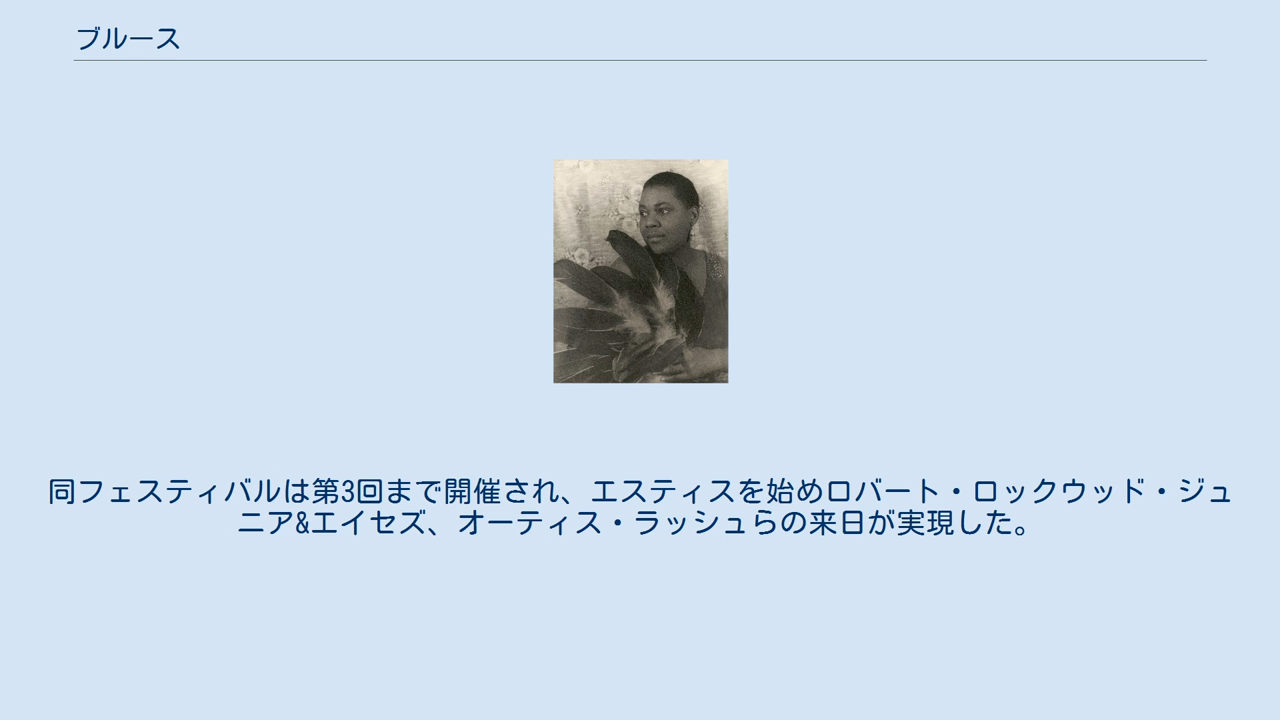 ブルース
同フェスティバルは第3回まで開催され、エスティスを始めロバート・ロックウッド・ジュ
ニア&エイセズ、オーティス・ラッシュらの来日が実現した。